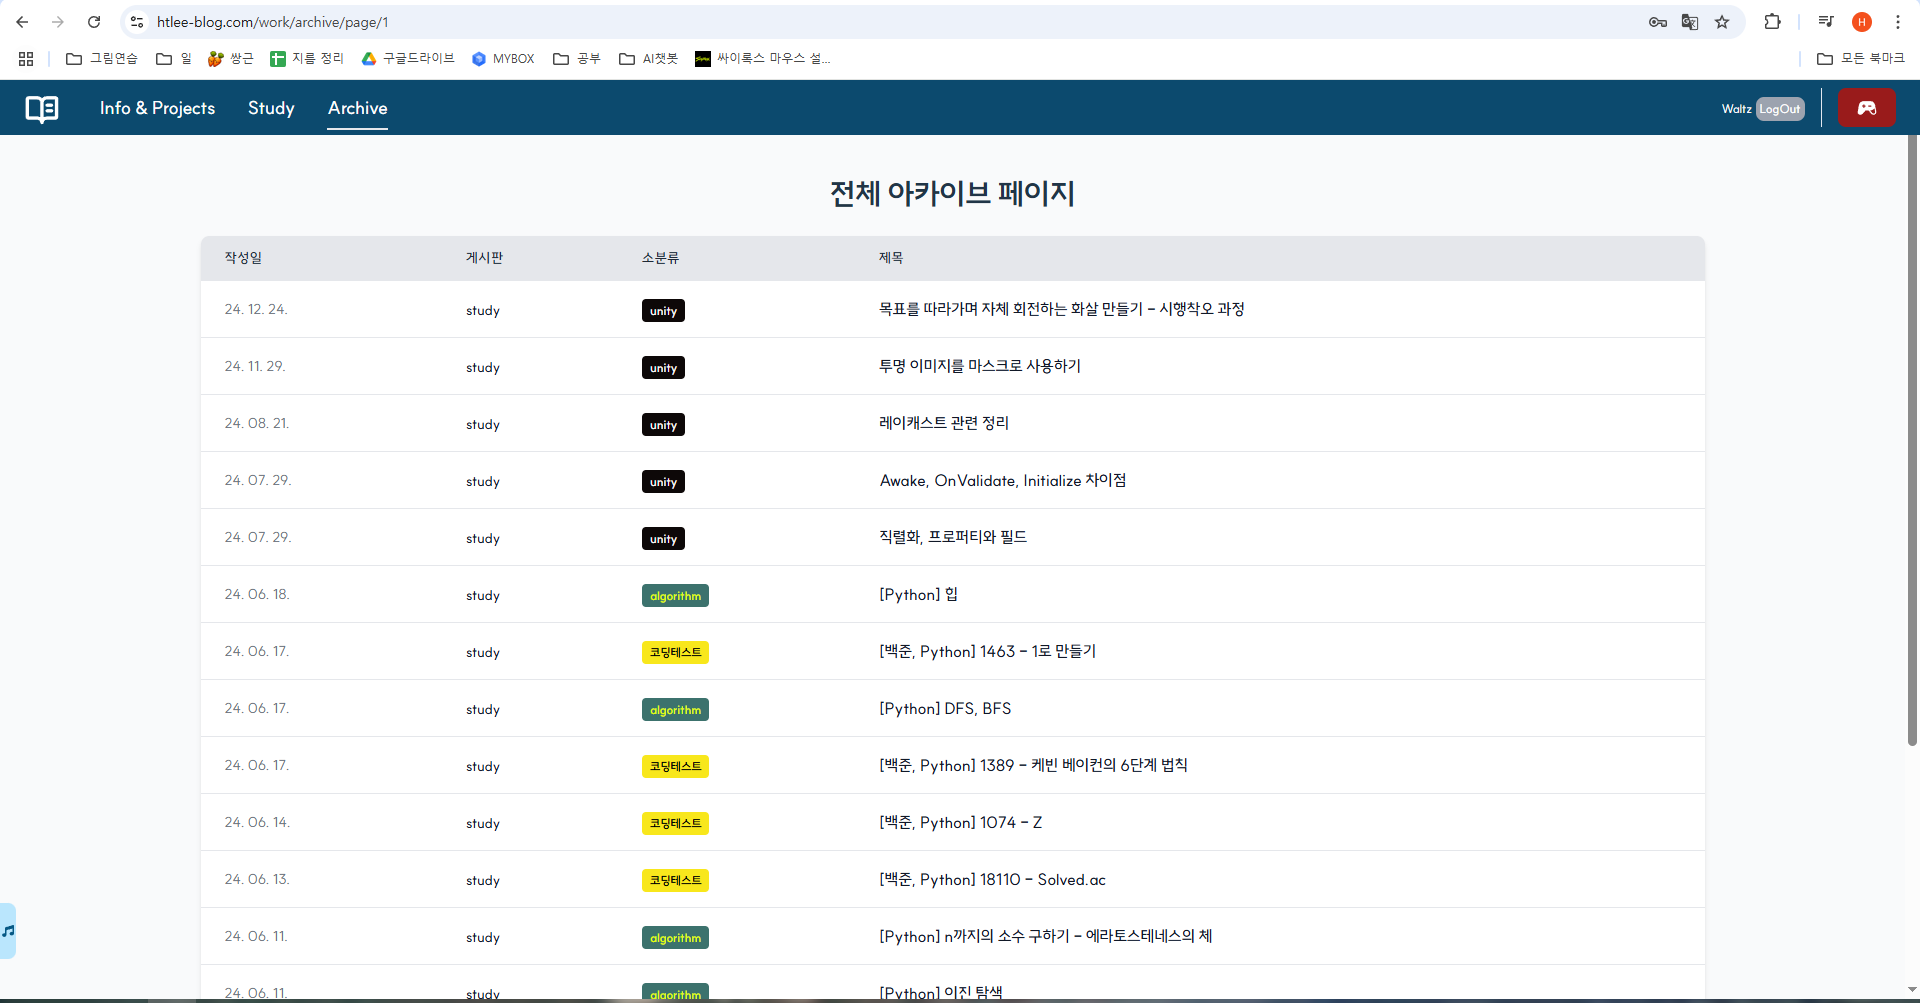 htlee-blog.com/work/archive/page/1
H
그림연습 일 쌍근 지름 정리 구글드라이브 MYBOX 공부 AI챗봇 싸이록스 마우스 설... 모든 북마크
Info & Projects Study Archive Waltz LogOut
전체 아카이브 페이지
작성일 게시판 소분류 제목
24. 12. 24. study unity 목표를 따라가며 자체 회전하는 화살 만들기 - 시행착오 과정
24. 11. 29. study unity 투명 이미지를 마스크로 사용하기
24. 08. 21. study unity 레이캐스트 관련 정리
24. 07. 29. study unity Awake, OnValidate, Initialize 차이점
24. 07. 29. study unity 직렬화, 프로퍼티와 필드
24. 06. 18. study algorithm [Python] 힙
24. 06. 17. study 코딩테스트 [백준, Python] 1463 - 1로 만들기
24. 06. 17. study algorithm [Python] DFS, BFS
24. 06. 17. study 코딩테스트 [백준, Python] 1389 - 케빈 베이컨의 6단계 법칙
24. 06. 14. study 코딩테스트 [백준, Python] 1074 - Z
24. 06. 13. study 코딩테스트 [백준, Python] 18110 - Solved.ac
24. 06. 11. study algorithm [Python] n까지의 소수 구하기 - 에라토스테네스의 체
24. 06. 11. study algorithm [Python] 이진 탐색